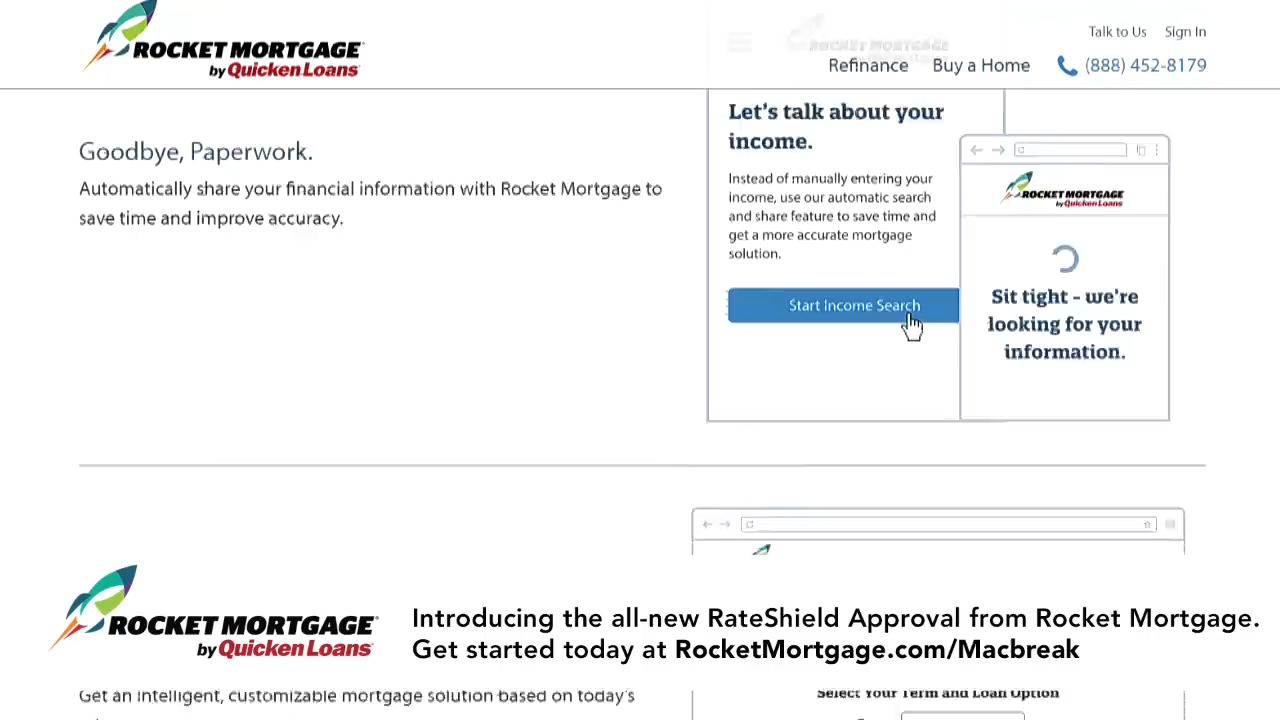 ROCKET MORTGAGE
by Quicken Loans
ROCKET MORTGAGE
Talk to Us Sign In
Refinance Buy a Home (888) 452-8179
Goodbye, Paperwork.
Automatically share your financial information with Rocket Mortgage to
save time and improve accuracy.
Let's talk about your
income.
Instead of manually entering your
income, use our automatic search
and share feature to save time and
get a more accurate mortgage
solution.
Start Income Search
ROCKET MORTGAGE
by Quicken Loans
Sit tight - we're
looking for your
information.
ROCKET MORTGAGE
by Quicken Loans
Introducing the all-new RateShield Approval from Rocket Mortgage.
Get started today at RocketMortgage.com/Macbreak
Get an intelligent, customizable mortgage solution based on today's
Select Your Term and Loan Option